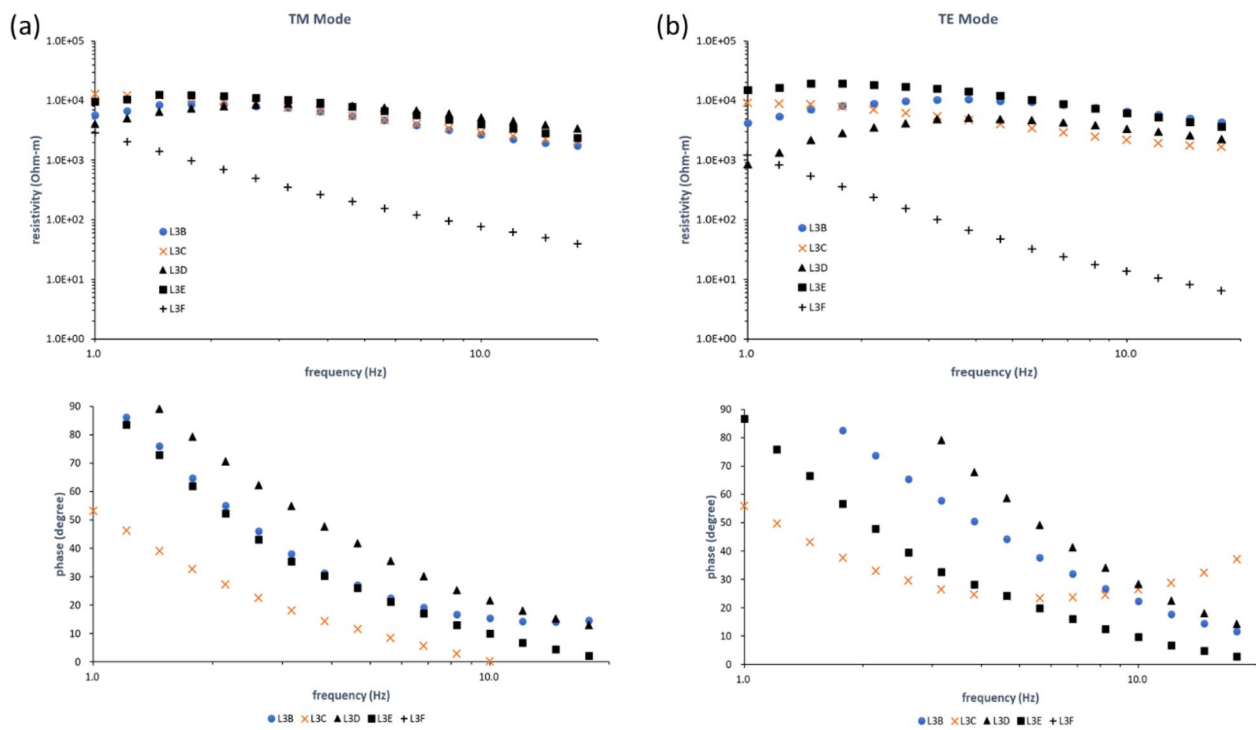 (a)
TM Mode
1.0E+05
1.0E+04
1.0E+03
1.0E+02
1.0E+01
1.0E+00
resistivity (Ohm-m)
L3B
L3C
L3D
L3E
L3F
1.0
10.0
frequency (Hz)
90
80
70
60
50
40
30
20
10
0
phase (degree)
1.0
10.0
frequency (Hz)
L3B L3C L3D L3E L3F
(b)
TE Mode
1.0E+05
1.0E+04
1.0E+03
1.0E+02
1.0E+01
1.0E+00
resistivity (Ohm-m)
L3B
L3C
L3D
L3E
L3F
1.0
10.0
frequency (Hz)
90
80
70
60
50
40
30
20
10
0
phase (degree)
1.0
10.0
frequency (Hz)
L3B L3C L3D L3E L3F